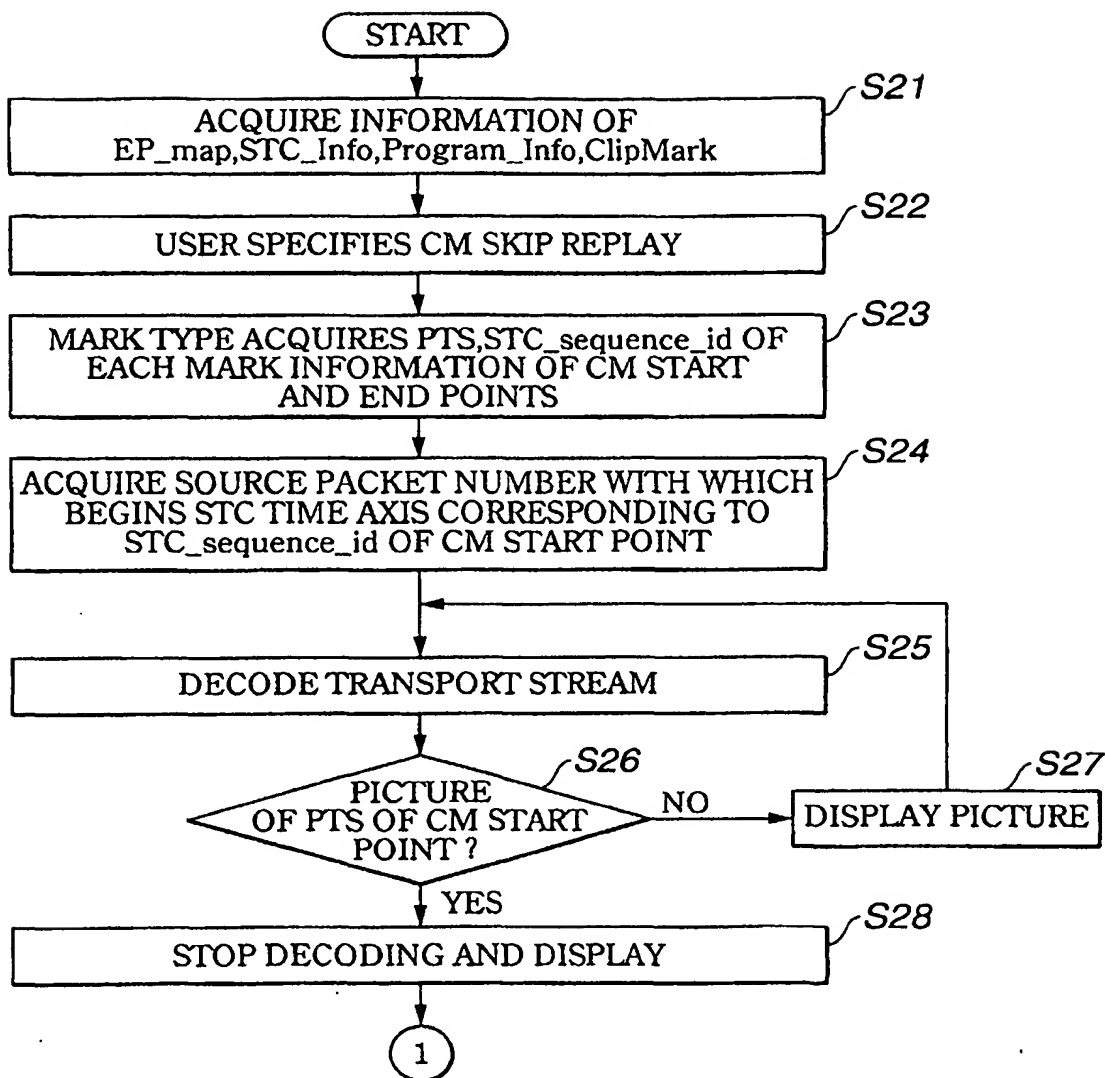 START
S21
ACQUIRE INFORMATION OF
EP_map,STC_Info,Program_Info,ClipMark
S22
USER SPECIFIES CM SKIP REPLAY
S23
MARK TYPE ACQUIRES PTS,STC_sequence_id OF
EACH MARK INFORMATION OF CM START
AND END POINTS
S24
ACQUIRE SOURCE PACKET NUMBER WITH WHICH
BEGINS STC TIME AXIS CORRESPONDING TO
STC_sequence_id OF CM START POINT
S25
DECODE TRANSPORT STREAM
S26
PICTURE
OF PTS OF CM START
POINT ?
NO
S27
DISPLAY PICTURE
YES
S28
STOP DECODING AND DISPLAY
1